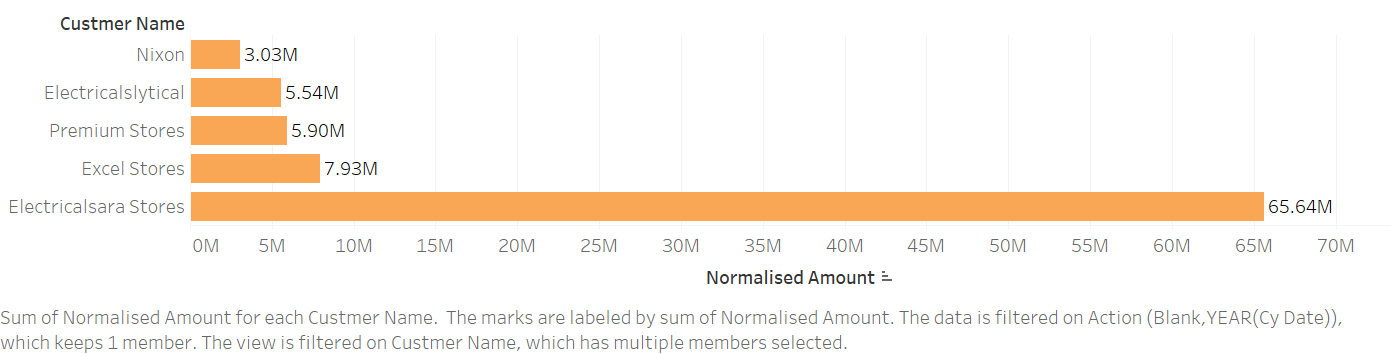 Custmer Name
Nixon 3.03M
Electricalslytical 5.54M
Premium Stores 5.90M
Excel Stores 7.93M
Electricalsara Stores 65.64M
0M 5M 10M 15M 20M 25M 30M 35M 40M 45M 50M 55M 60M 65M 70M
Normalised Amount
Sum of Normalised Amount for each Custmer Name.  The marks are labeled by sum of Normalised Amount. The data is filtered on Action (Blank,YEAR(Cy Date)),
which keeps 1 member. The view is filtered on Custmer Name, which has multiple members selected.